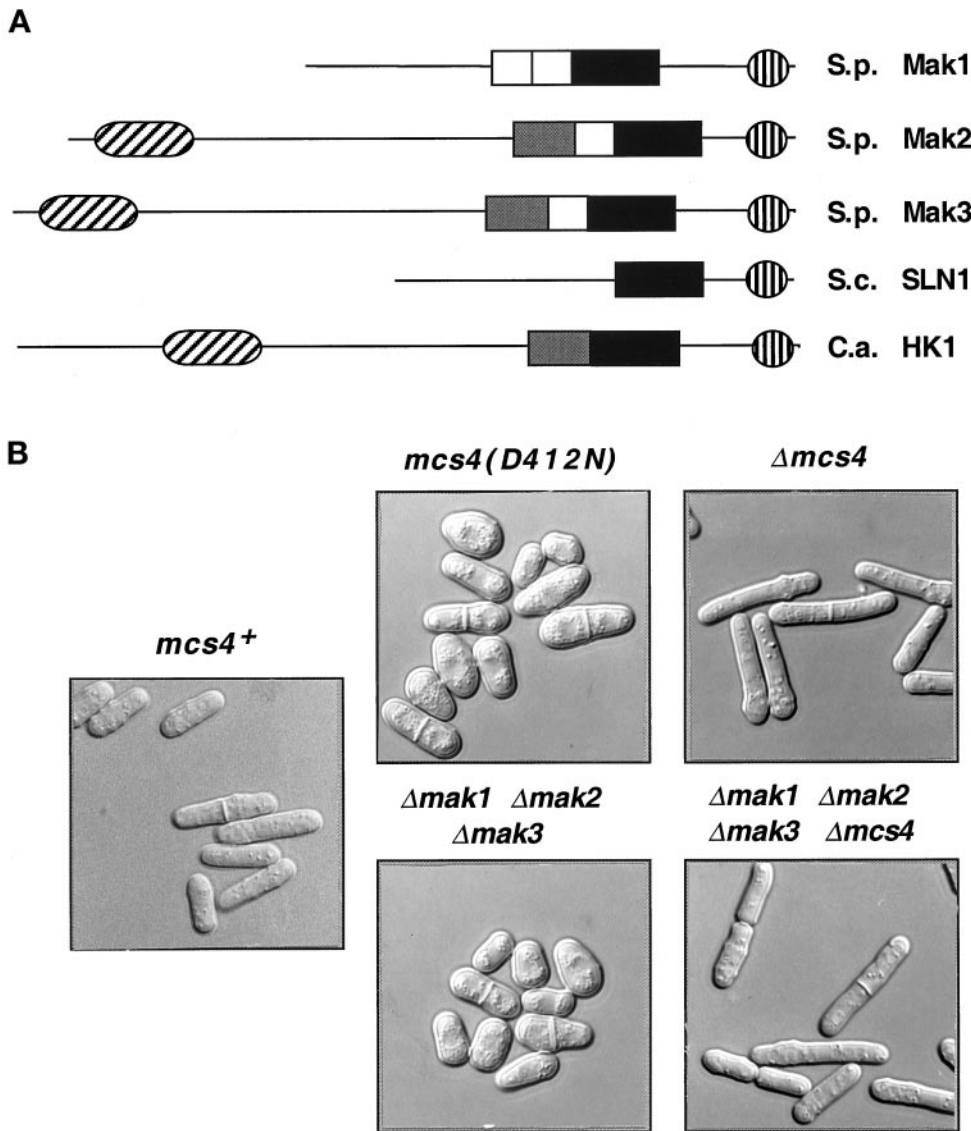 A
S.p. Mak1
S.p. Mak2
S.p. Mak3
S.c. SLN1
C.a. HK1
B
mcs4(D412N)
Δmcs4
mcs4+
Δmak1 Δmak2
Δmak3
Δmak1 Δmak2
Δmak3 Δmcs4